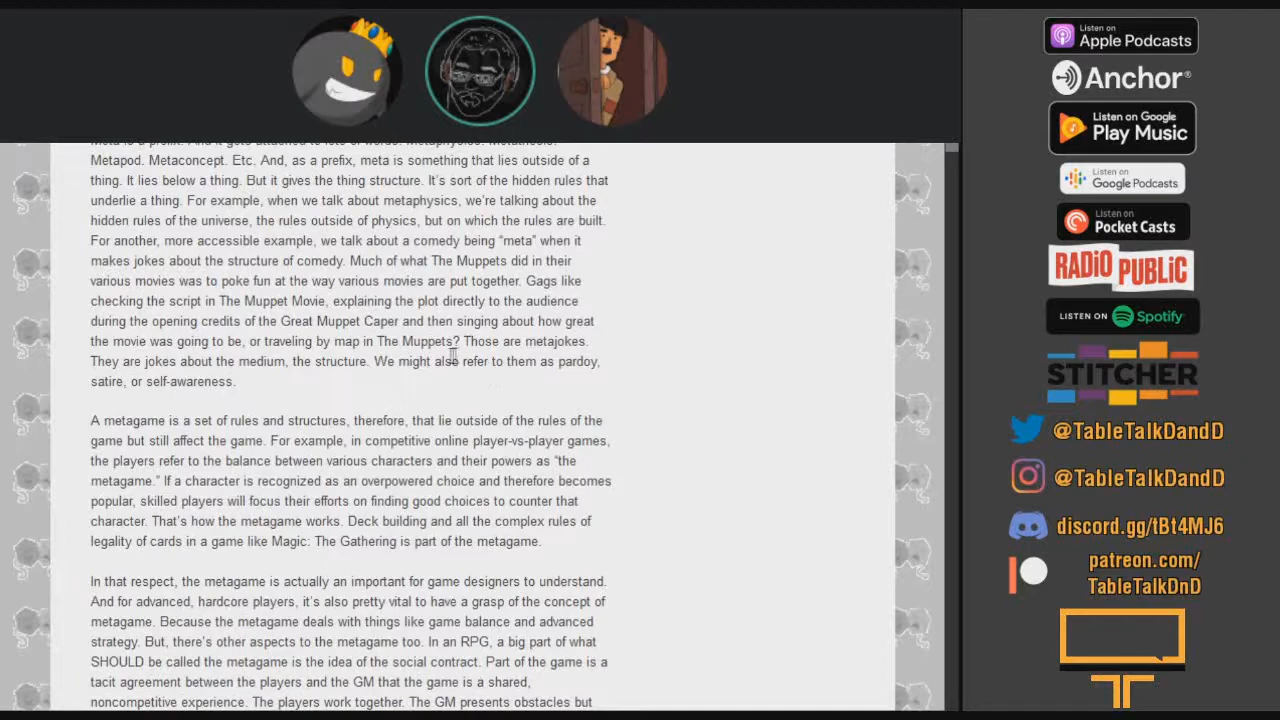 Meta is a prefix. And it gets attached to lots of words. Metaphysics. Metathesis.
Metapod. Metaconcept. Etc. And, as a prefix, meta is something that lies outside of a
thing. It lies below a thing. But it gives the thing structure. It’s sort of the hidden rules that
underlie a thing. For example, when we talk about metaphysics, we’re talking about the
hidden rules of the universe, the rules outside of physics, but on which the rules are built.
For another, more accessible example, we talk about a comedy being “meta” when it
makes jokes about the structure of comedy. Much of what The Muppets did in their
various movies was to poke fun at the way various movies are put together. Gags like
checking the script in The Muppet Movie, explaining the plot directly to the audience
during the opening credits of the Great Muppet Caper and then singing about how great
the movie was going to be, or traveling by map in The Muppets? Those are metajokes.
They are jokes about the medium, the structure. We might also refer to them as pardoy,
satire, or self-awareness.
A metagame is a set of rules and structures, therefore, that lie outside of the rules of the
game but still affect the game. For example, in competitive online player-vs-player games,
the players refer to the balance between various characters and their powers as “the
metagame.” If a character is recognized as an overpowered choice and therefore becomes
popular, skilled players will focus their efforts on finding good choices to counter that
character. That’s how the metagame works. Deck building and all the complex rules of
legality of cards in a game like Magic: The Gathering is part of the metagame.
In that respect, the metagame is actually an important for game designers to understand.
And for advanced, hardcore players, it’s also pretty vital to have a grasp of the concept of
metagame. Because the metagame deals with things like game balance and advanced
strategy. But, there’s other aspects to the metagame too. In an RPG, a big part of what
SHOULD be called the metagame is the idea of the social contract. Part of the game is a
tacit agreement between the players and the GM that the game is a shared,
noncompetitive experience. The players work together. The GM presents obstacles but
Listen on
Apple Podcasts
Anchor®
Listen on Google
Play Music
Listen on
Google Podcasts
Listen on
Pocket Casts
RADiO PUBLiC
LISTEN ON Spotify
STITCHER
@TableTalkDandD
@TableTalkDandD
discord.gg/tBt4MJ6
patreon.com/
TableTalkDnD